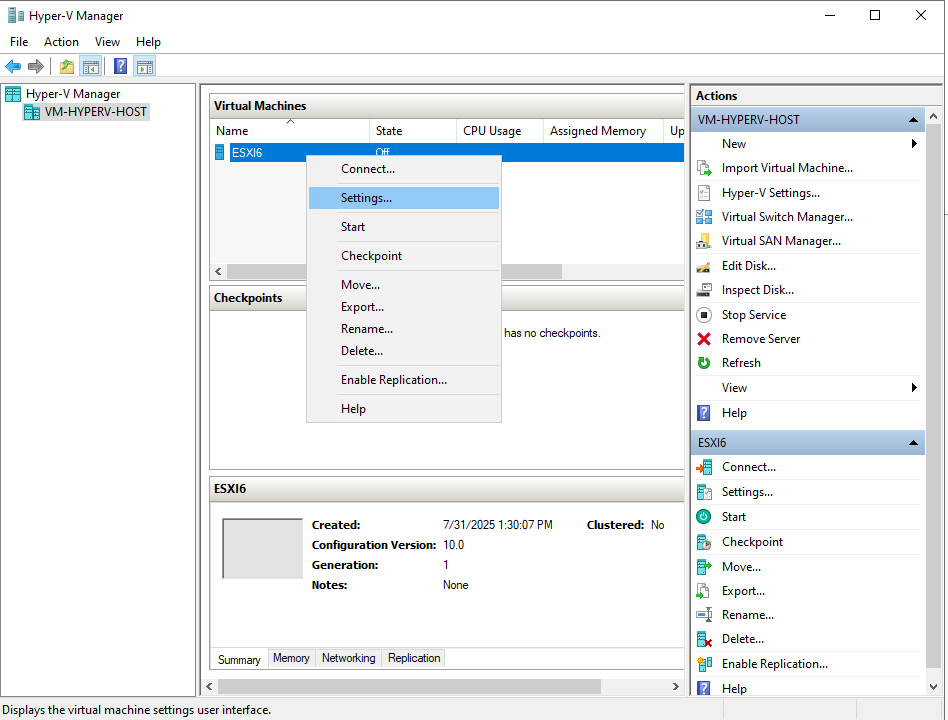 Hyper-V Manager
File Action View Help
Hyper-V Manager
VM-HYPERV-HOST
Virtual Machines
Name State CPU Usage Assigned Memory Up
ESXI6 Off
Connect...
Settings...
Start
Checkpoint
Move...
Export...
Rename...
Delete...
Enable Replication...
Help
Checkpoints
has no checkpoints.
ESXI6
Created: 7/31/2025 1:30:07 PM Clustered: No
Configuration Version: 10.0
Generation: 1
Notes: None
Summary Memory Networking Replication
Actions
VM-HYPERV-HOST
New
Import Virtual Machine...
Hyper-V Settings...
Virtual Switch Manager...
Virtual SAN Manager...
Edit Disk...
Inspect Disk...
Stop Service
Remove Server
Refresh
View
Help
ESXI6
Connect...
Settings...
Start
Checkpoint
Move...
Export...
Rename...
Delete...
Enable Replication...
Help
Displays the virtual machine settings user interface.